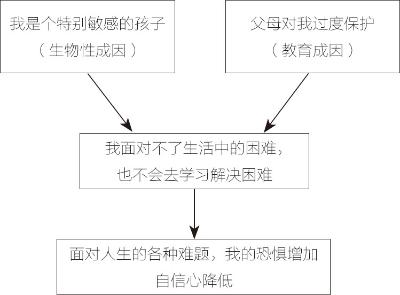 我是个特别敏感的孩子
（生物性成因）
父母对我过度保护
（教育成因）
我面对不了生活中的困难，
也不会去学习解决困难
面对人生的各种难题，我的恐惧增加
自信心降低